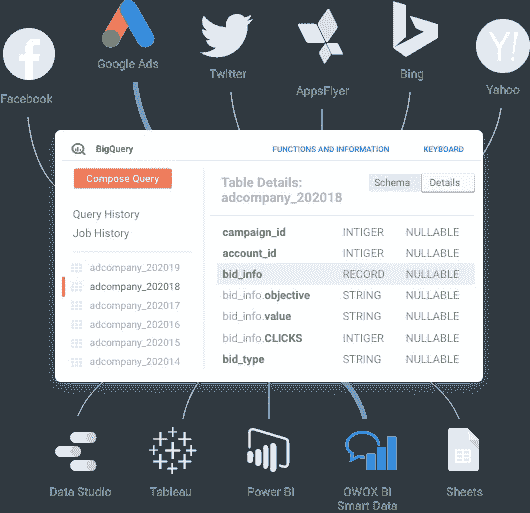 Facebook
Google Ads
Twitter
AppsFlyer
Bing
Y!
Yahoo
BigQuery
FUNCTIONS AND INFORMATION
KEYBOARD
Compose Query
Query History
Job History
adcompany_202019
adcompany_202018
adcompany_202017
adcompany_202016
adcompany_202015
adcompany_202014
Table Details:
adcompany_202018
Schema
Details
campaign_id INTIGER NULLABLE
account_id INTIGER NULLABLE
bid_info RECORD NULLABLE
bid_info.objective STRING NULLABLE
bid_info.value STRING NULLABLE
bid_info.CLICKS INTIGER NULLABLE
bid_type STRING NULLABLE
Data Studio
Tableau
Power BI
OWOX BI
Smart Data
Sheets